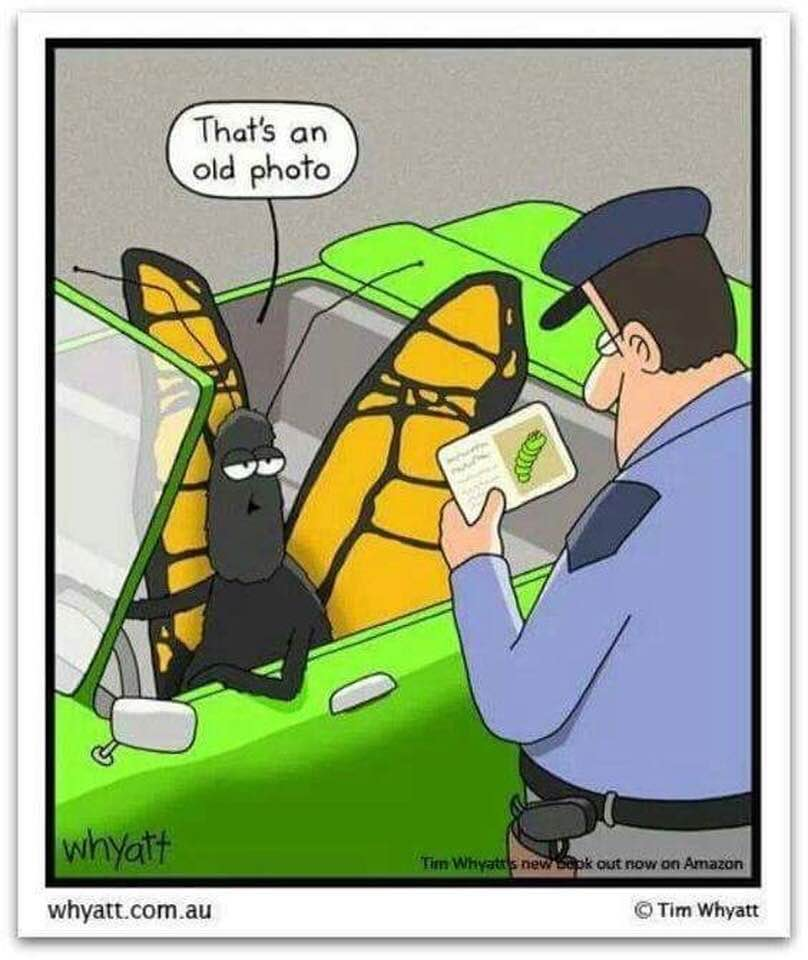 That's an
old photo
whyatt
Tim Whyatt's new book out now on Amazon
whyatt.com.au
© Tim Whyatt